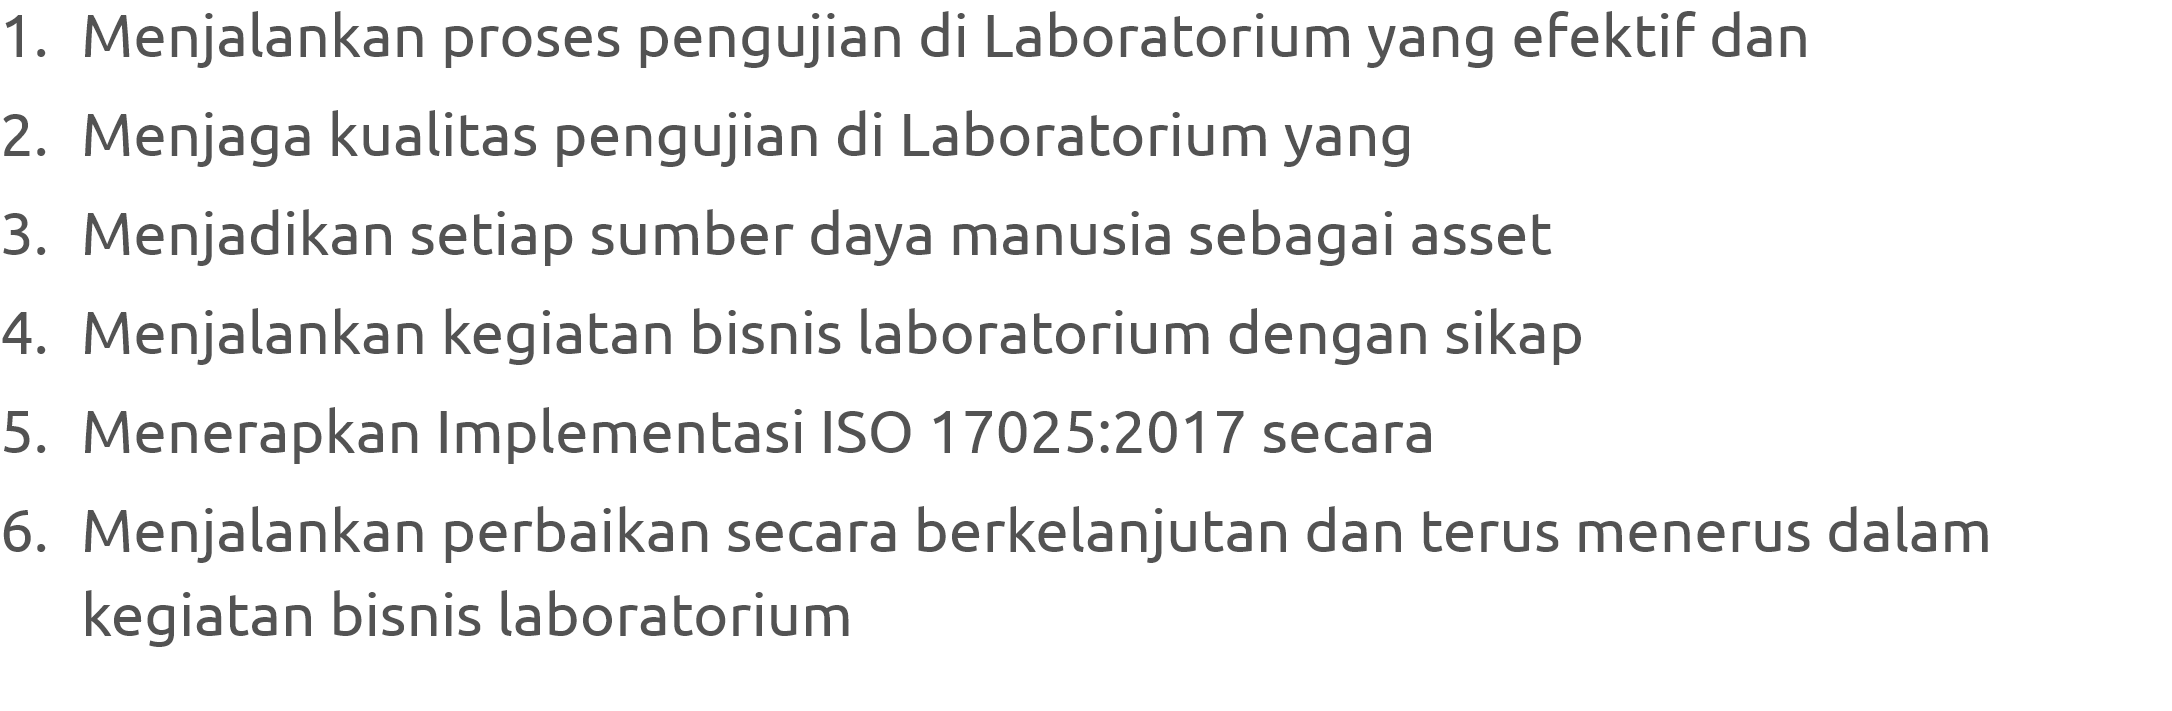 1. Menjalankan proses pengujian di Laboratorium yang efektif dan
2. Menjaga kualitas pengujian di Laboratorium yang
3. Menjadikan setiap sumber daya manusia sebagai asset
4. Menjalankan kegiatan bisnis laboratorium dengan sikap
5. Menerapkan Implementasi ISO 17025:2017 secara
6. Menjalankan perbaikan secara berkelanjutan dan terus menerus dalam
kegiatan bisnis laboratorium